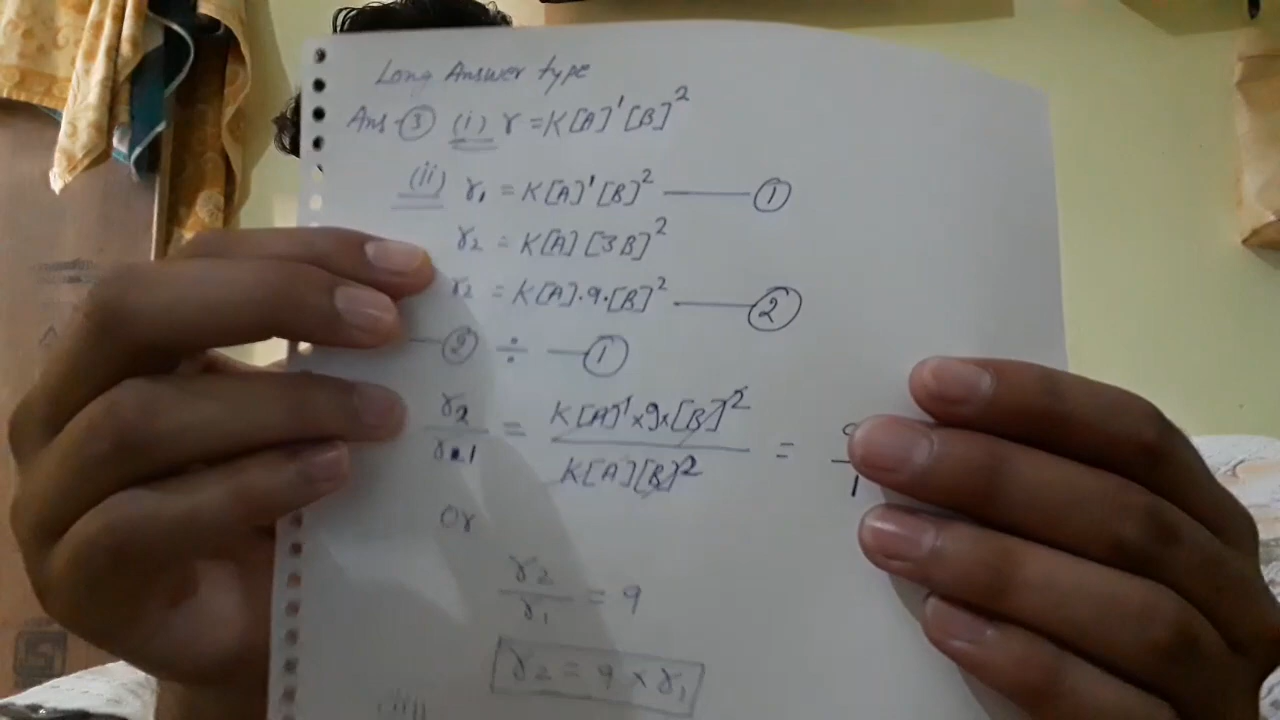 Long Answer type
Ans-③ (i) r = K[A]¹[B]²
(ii) r₁ = K[A]¹[B]² —— ①
r₂ = K[A][3B]²
r₂ = K[A].9.[B]² —— ②
— ② ÷ — ①
r₂/r₁ = K[A]¹×9×[B]² / K[A][B]² = /1
Or
r₂/r₁ = 9
r₂ = 9 × r₁